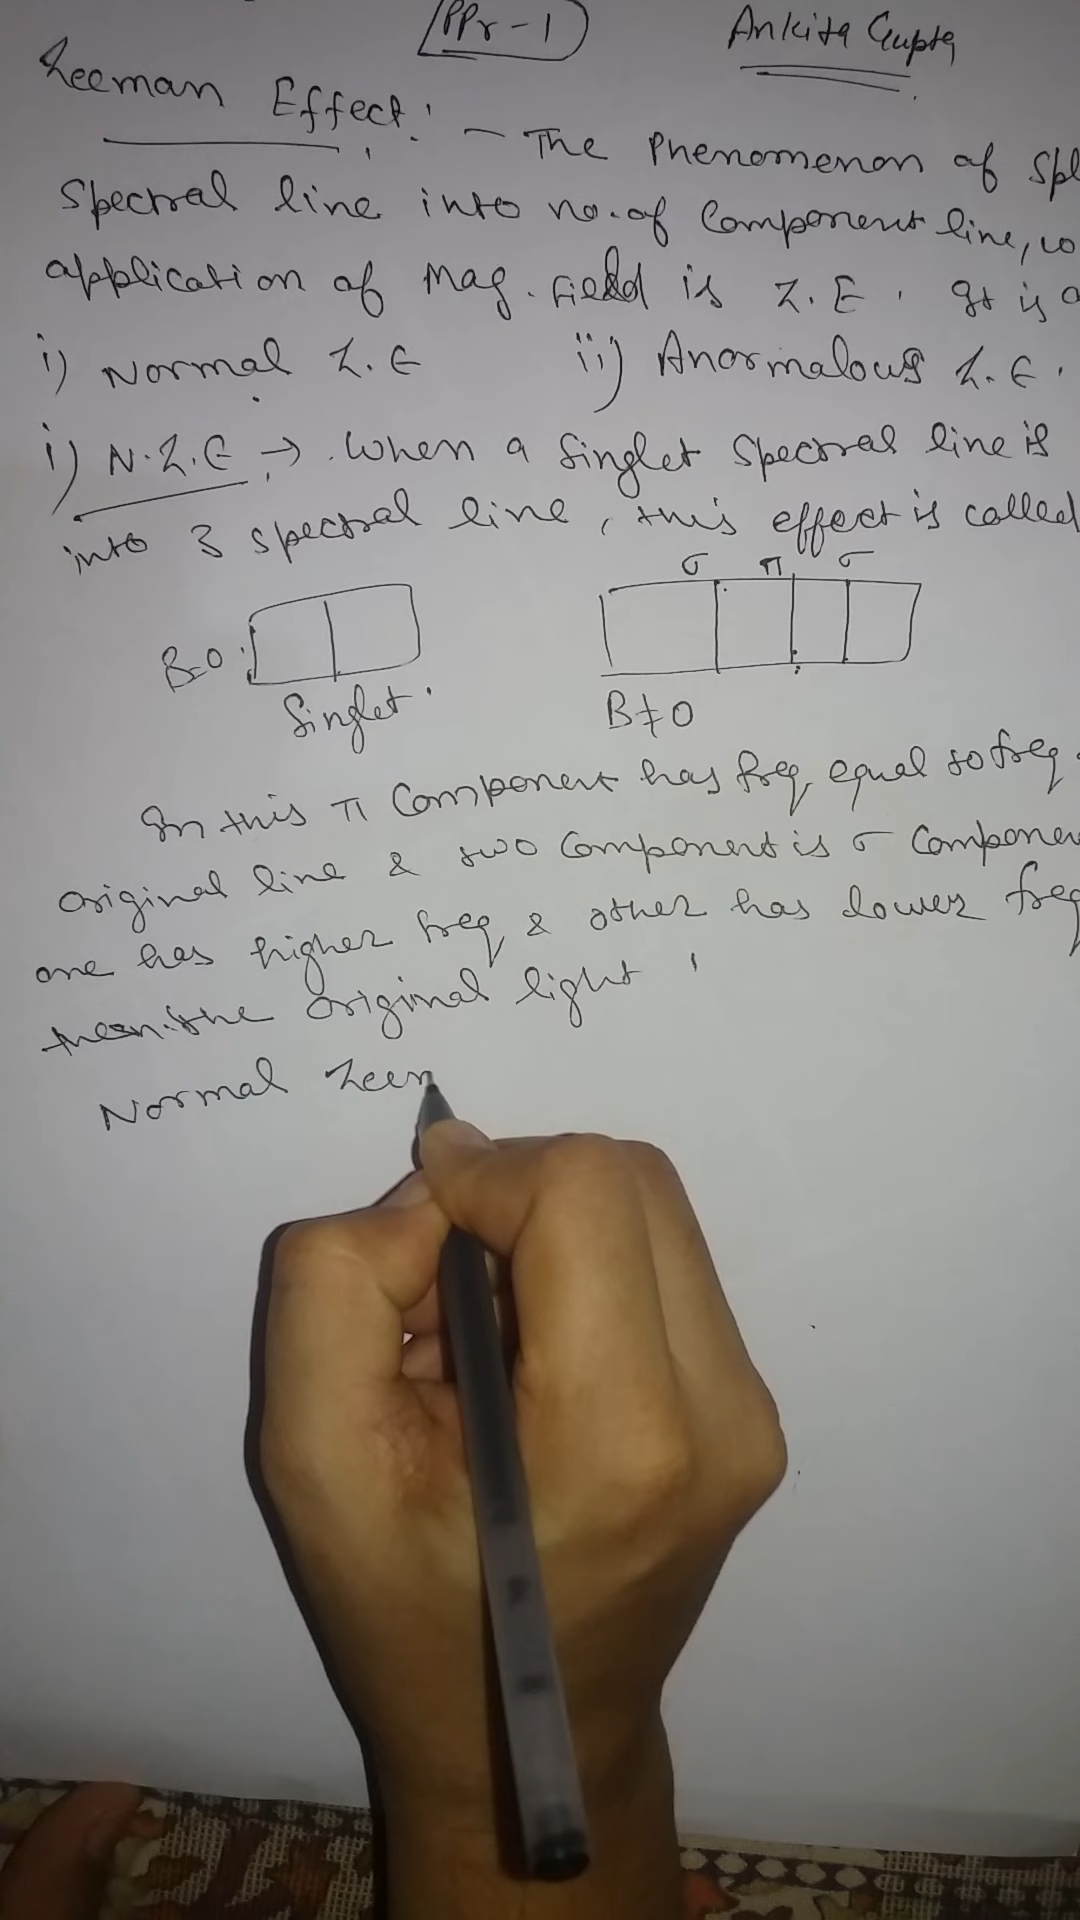 PPr-1
Ankita Gupta
Zeeman Effect:- The Phenomenon of Spl
Spectral line into no. of Component line, co
application of Mag. Field is Z.E. It is
i) Normal Z.E ii) Anormalous Z.E.
i) N.Z.E → When a Singlet Spectral line is
into 3 spectral line, this effect is called
σ π σ
B=0
Singlet.
B≠0
In this π Component has freq equal to freq.
original line & two Component is σ Componen
one has higher freq & other has lower freq
then the original light.
Normal Zeem